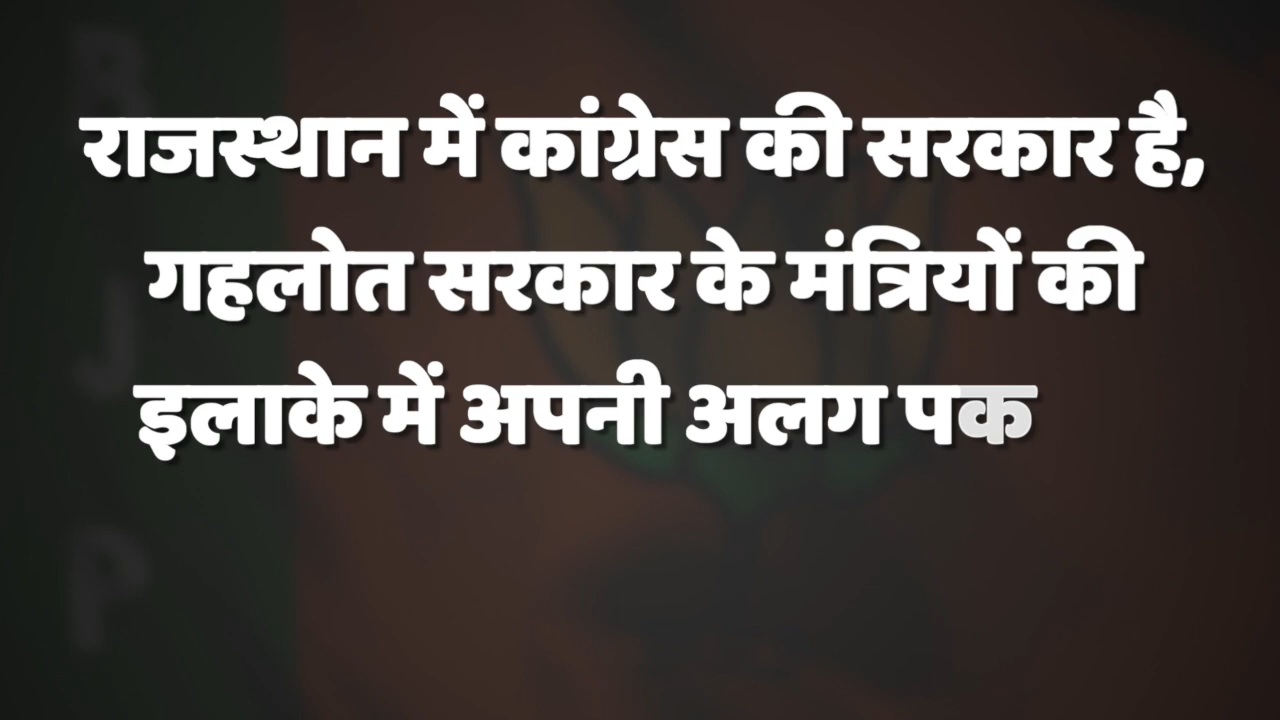 राजस्थान में कांग्रेस की सरकार है,
गहलोत सरकार के मंत्रियों की
इलाके में अपनी अलग पक
B
J
P